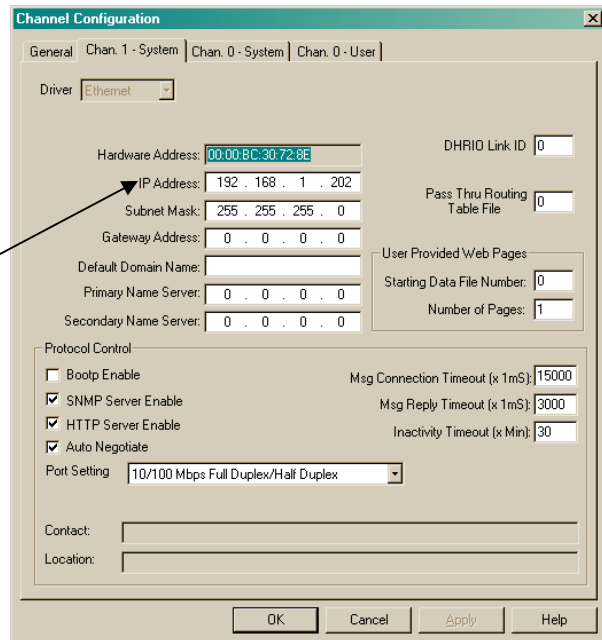 Channel Configuration
General Chan. 1 - System Chan. 0 - System Chan. 0 - User
Driver Ethernet
Hardware Address: 00:00:BC:30:72:8E
IP Address: 192 . 168 . 1 . 202
Subnet Mask: 255 . 255 . 255 . 0
Gateway Address: 0 . 0 . 0 . 0
Default Domain Name:
Primary Name Server: 0 . 0 . 0 . 0
Secondary Name Server: 0 . 0 . 0 . 0
DHRIO Link ID 0
Pass Thru Routing
Table File 0
User Provided Web Pages
Starting Data File Number: 0
Number of Pages: 1
Protocol Control
Bootp Enable
SNMP Server Enable
HTTP Server Enable
Auto Negotiate
Port Setting 10/100 Mbps Full Duplex/Half Duplex
Msg Connection Timeout (x 1mS): 15000
Msg Reply Timeout (x 1mS): 3000
Inactivity Timeout (x Min): 30
Contact:
Location:
OK Cancel Apply Help